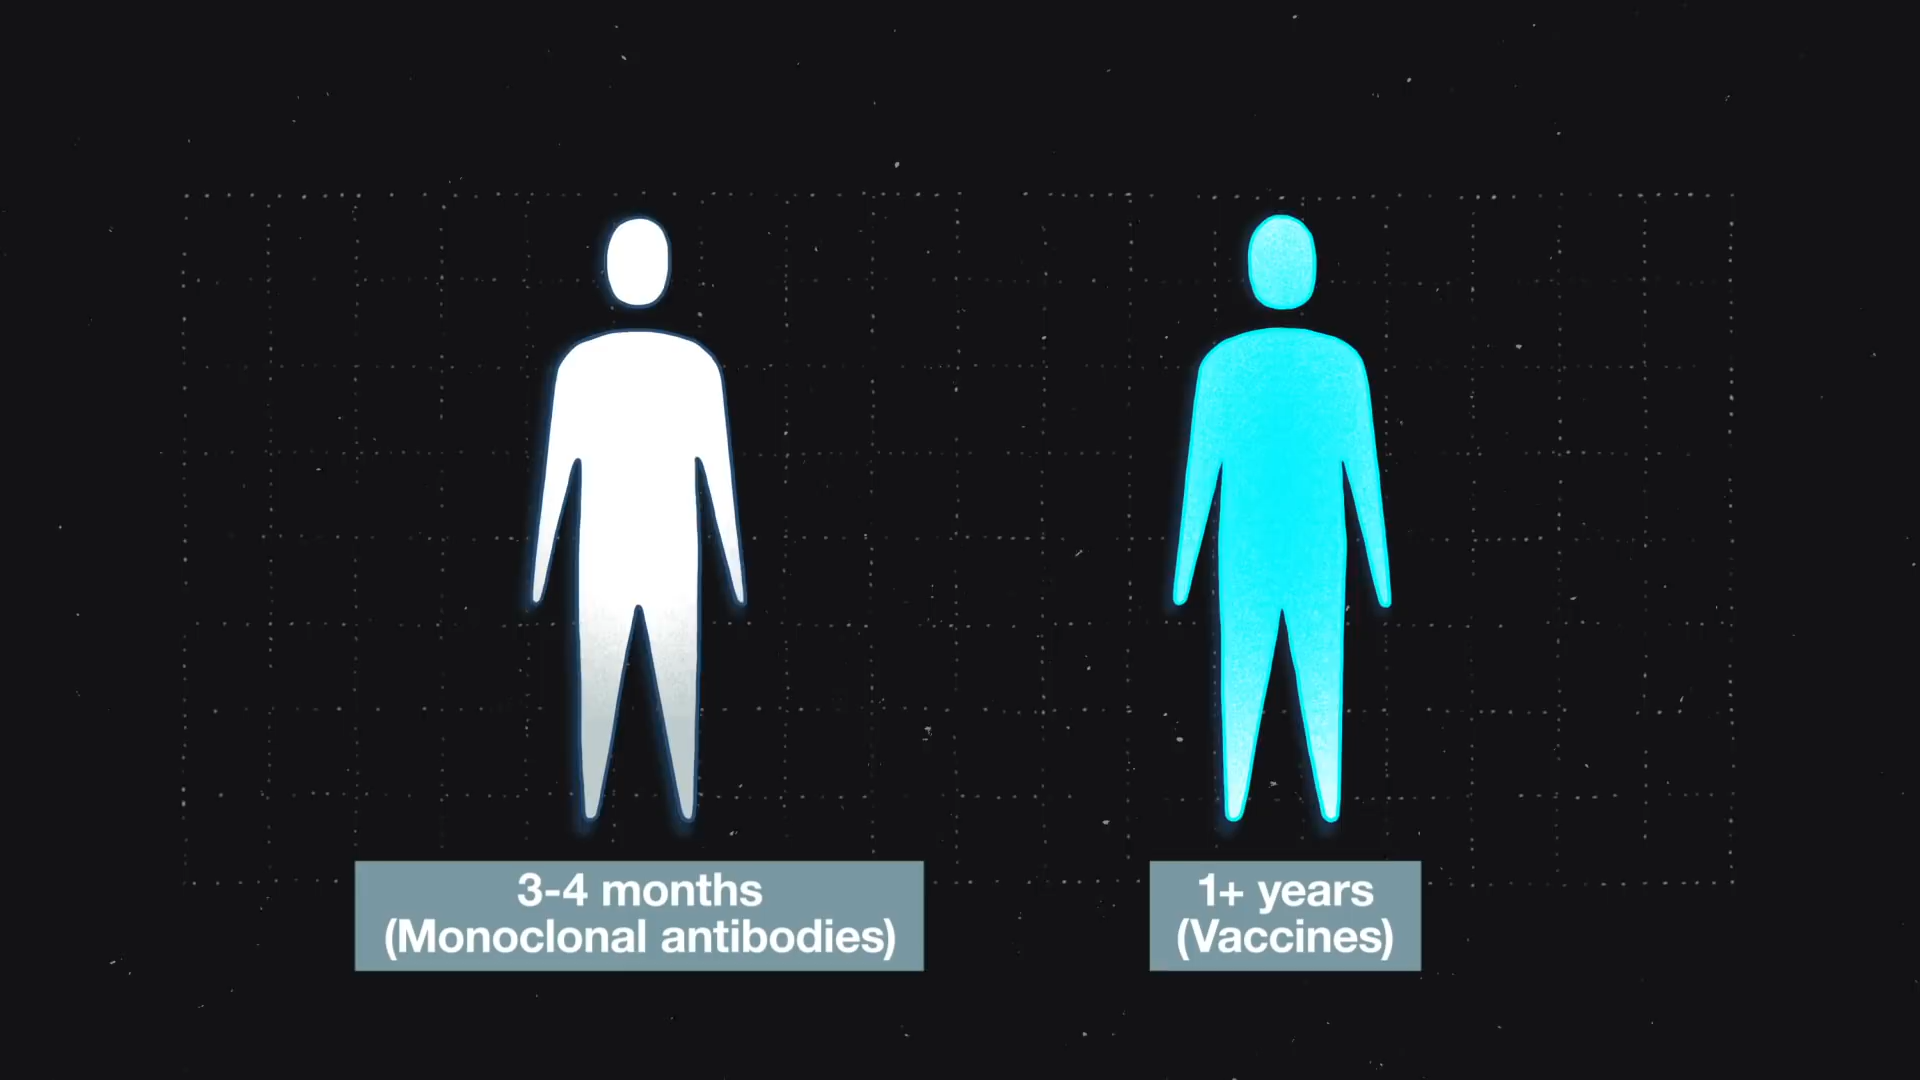 3-4 months
(Monoclonal antibodies)
1+ years
(Vaccines)